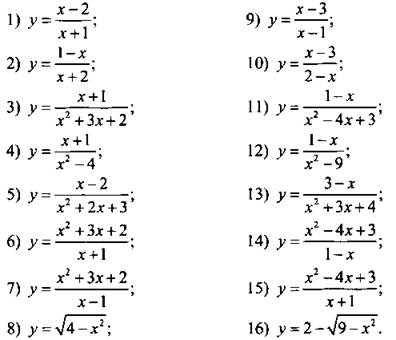 1) y = (x−2)/(x+1);
2) y = (1−x)/(x+2);
3) y = (x+1)/(x²+3x+2);
4) y = (x+1)/(x²−4);
5) y = (x−2)/(x²+2x+3);
6) y = (x²+3x+2)/(x+1);
7) y = (x²+3x+2)/(x−1);
8) y = √(4−x²);
9) y = (x−3)/(x−1);
10) y = (x−3)/(2−x);
11) y = (1−x)/(x²−4x+3);
12) y = (1−x)/(x²−9);
13) y = (3−x)/(x²+3x+4);
14) y = (x²−4x+3)/(1−x);
15) y = (x²−4x+3)/(x+1);
16) y = 2−√(9−x²).